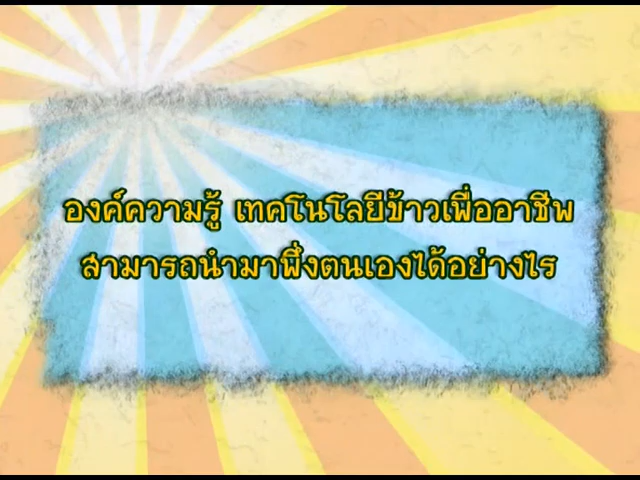 องค์ความรู้ เทคโนโลยีข้าวเพื่ออาชีพ
สามารถนำมาพึ่งตนเองได้อย่างไร